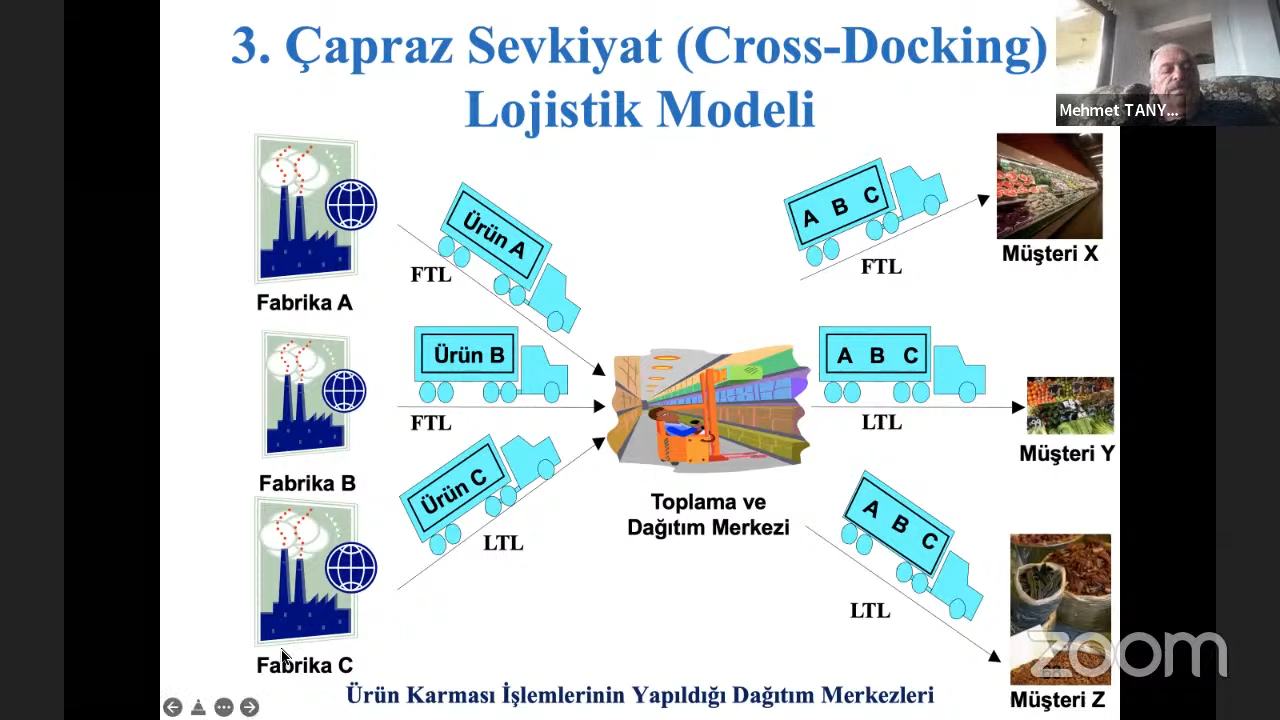 3. Çapraz Sevkiyat (Cross-Docking)
Lojistik Modeli
Mehmet TANY...
Fabrika A
Ürün A
FTL
A B C
FTL
Müşteri X
Fabrika B
Ürün B
FTL
A B C
LTL
Müşteri Y
Fabrika C
Ürün C
LTL
Toplama ve
Dağıtım Merkezi
A B C
LTL
Müşteri Z
zoom
Ürün Karması İşlemlerinin Yapıldığı Dağıtım Merkezleri